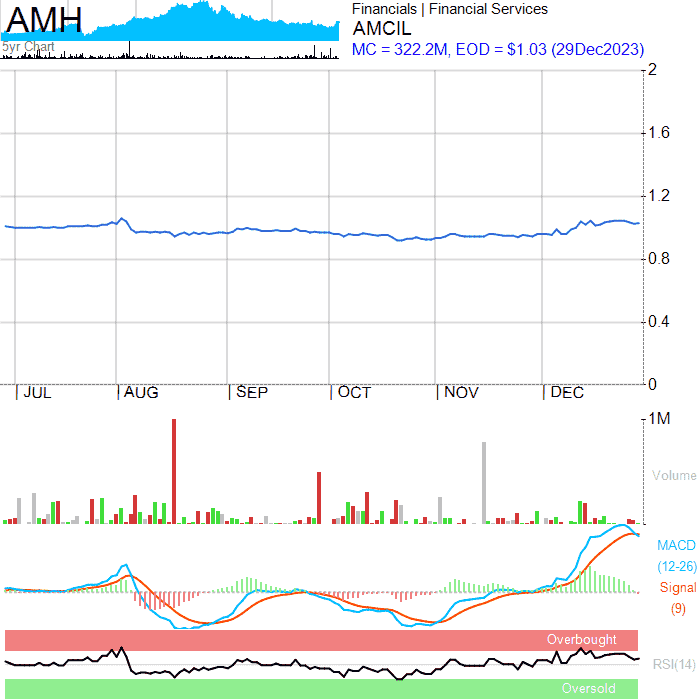 AMH
5yr Chart
Financials | Financial Services
AMCIL
MC = 322.2M, EOD = $1.03 (29Dec2023)
2
1.6
1.2
0.8
0.4
0
| JUL | AUG | SEP | OCT | NOV | DEC
1M
Volume
MACD
(12-26)
Signal
(9)
Overbought
RSI(14)
Oversold